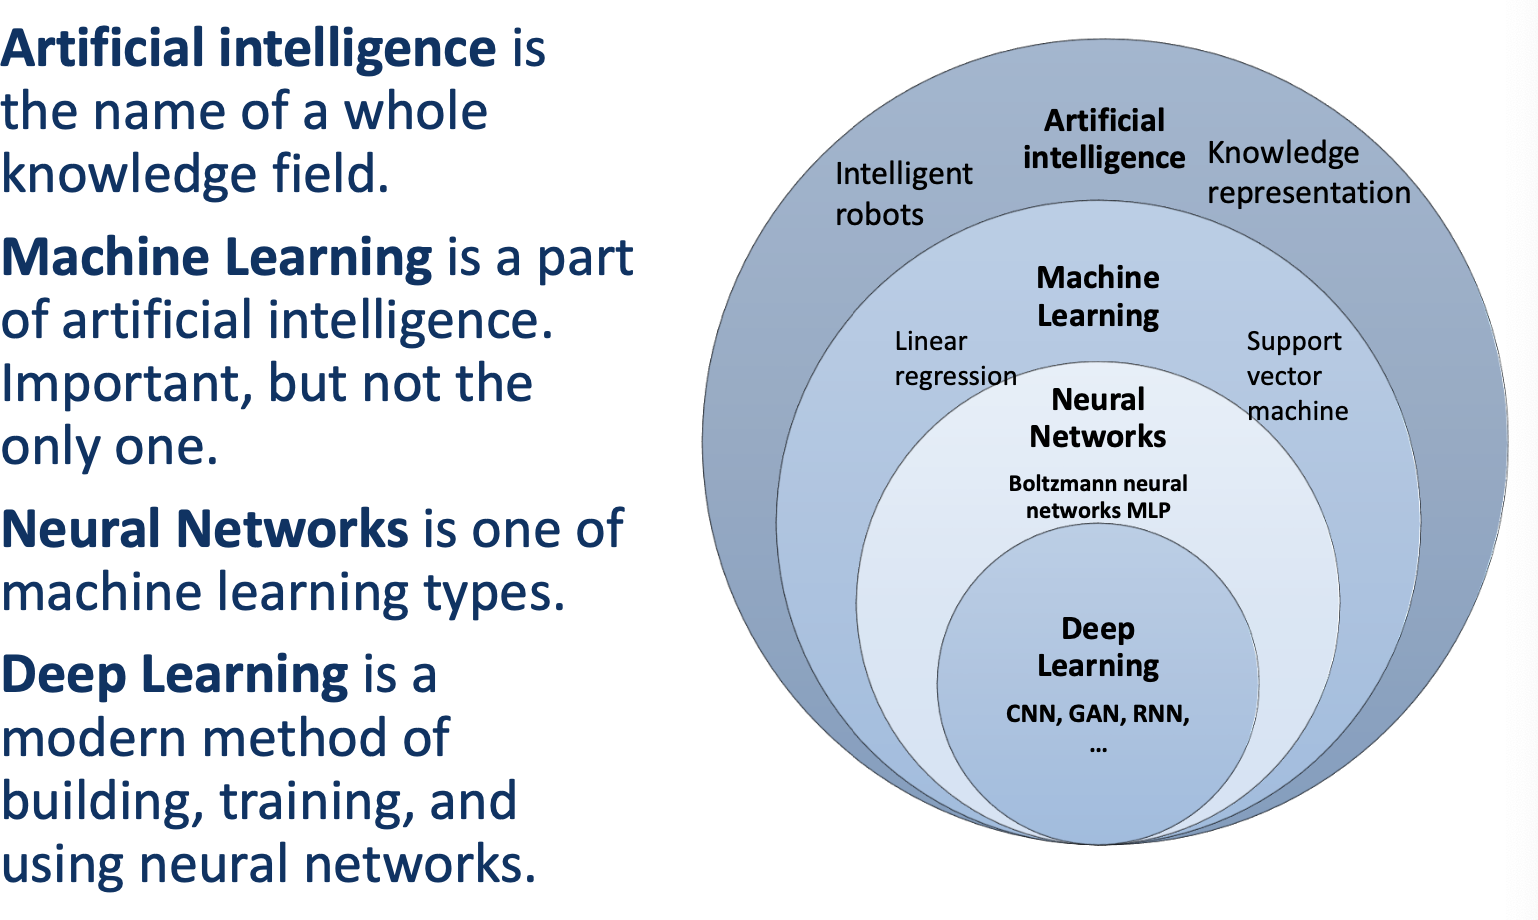 Artificial intelligence is
the name of a whole
knowledge field.
Machine Learning is a part
of artificial intelligence.
Important, but not the
only one.
Neural Networks is one of
machine learning types.
Deep Learning is a
modern method of
building, training, and
using neural networks.
Artificial
intelligence
Intelligent
robots
Knowledge
representation
Machine
Learning
Linear
regression
Support
vector
machine
Neural
Networks
Boltzmann neural
networks MLP
Deep
Learning
CNN, GAN, RNN,
...